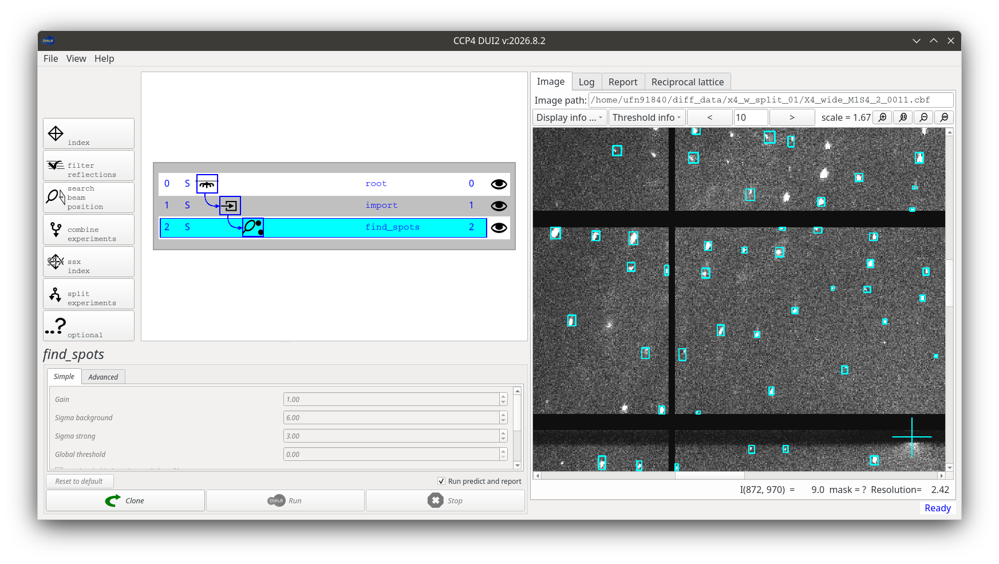 CCP4 DUI2 v:2026.8.2
File View Help
Image Log Report Reciprocal lattice
Image path: /home/ufn91840/diff_data/x4_w_split_01/X4_wide_M1S4_2_0011.cbf
Display info ... Threshold info < 10 > scale = 1.67
index
filter
reflections
search
beam
position
combine
experiments
ssx
index
split
experiments
optional
0 S root 0
1 S import 1
2 S find_spots 2
find_spots
Simple Advanced
Gain 1.00
Sigma background 6.00
Sigma strong 3.00
Global threshold 0.00
Reset to default Run predict and report
Clone DIALS Run Stop
I(872, 970) = 9.0 mask = ? Resolution= 2.42
Ready